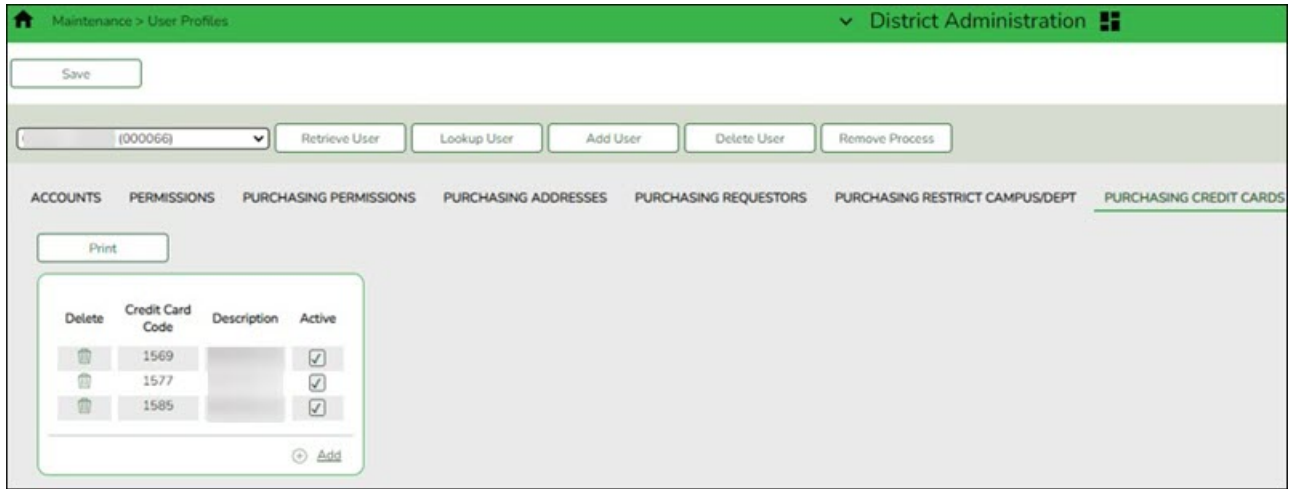 Maintenance > User Profiles District Administration
Save
(000066) Retrieve User Lookup User Add User Delete User Remove Process
ACCOUNTS PERMISSIONS PURCHASING PERMISSIONS PURCHASING ADDRESSES PURCHASING REQUESTORS PURCHASING RESTRICT CAMPUS/DEPT PURCHASING CREDIT CARDS
Print
Delete Credit Card Code Description Active
1569
1577
1585
Add